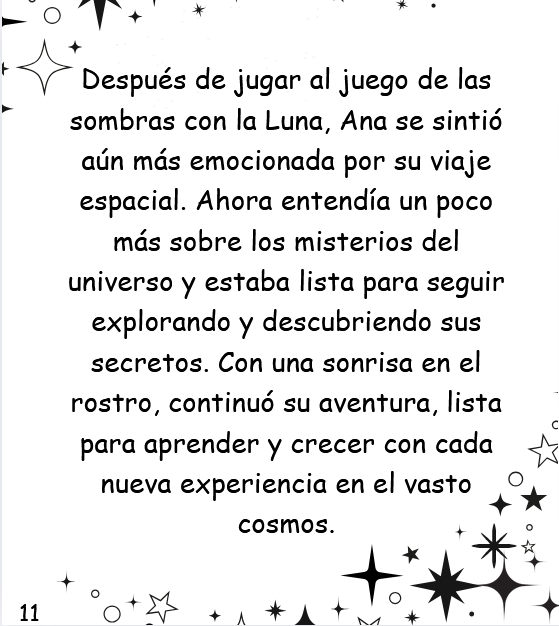 Después de jugar al juego de las
sombras con la Luna, Ana se sintió
aún más emocionada por su viaje
espacial. Ahora entendía un poco
más sobre los misterios del
universo y estaba lista para seguir
explorando y descubriendo sus
secretos. Con una sonrisa en el
rostro, continuó su aventura, lista
para aprender y crecer con cada
nueva experiencia en el vasto
cosmos.
11